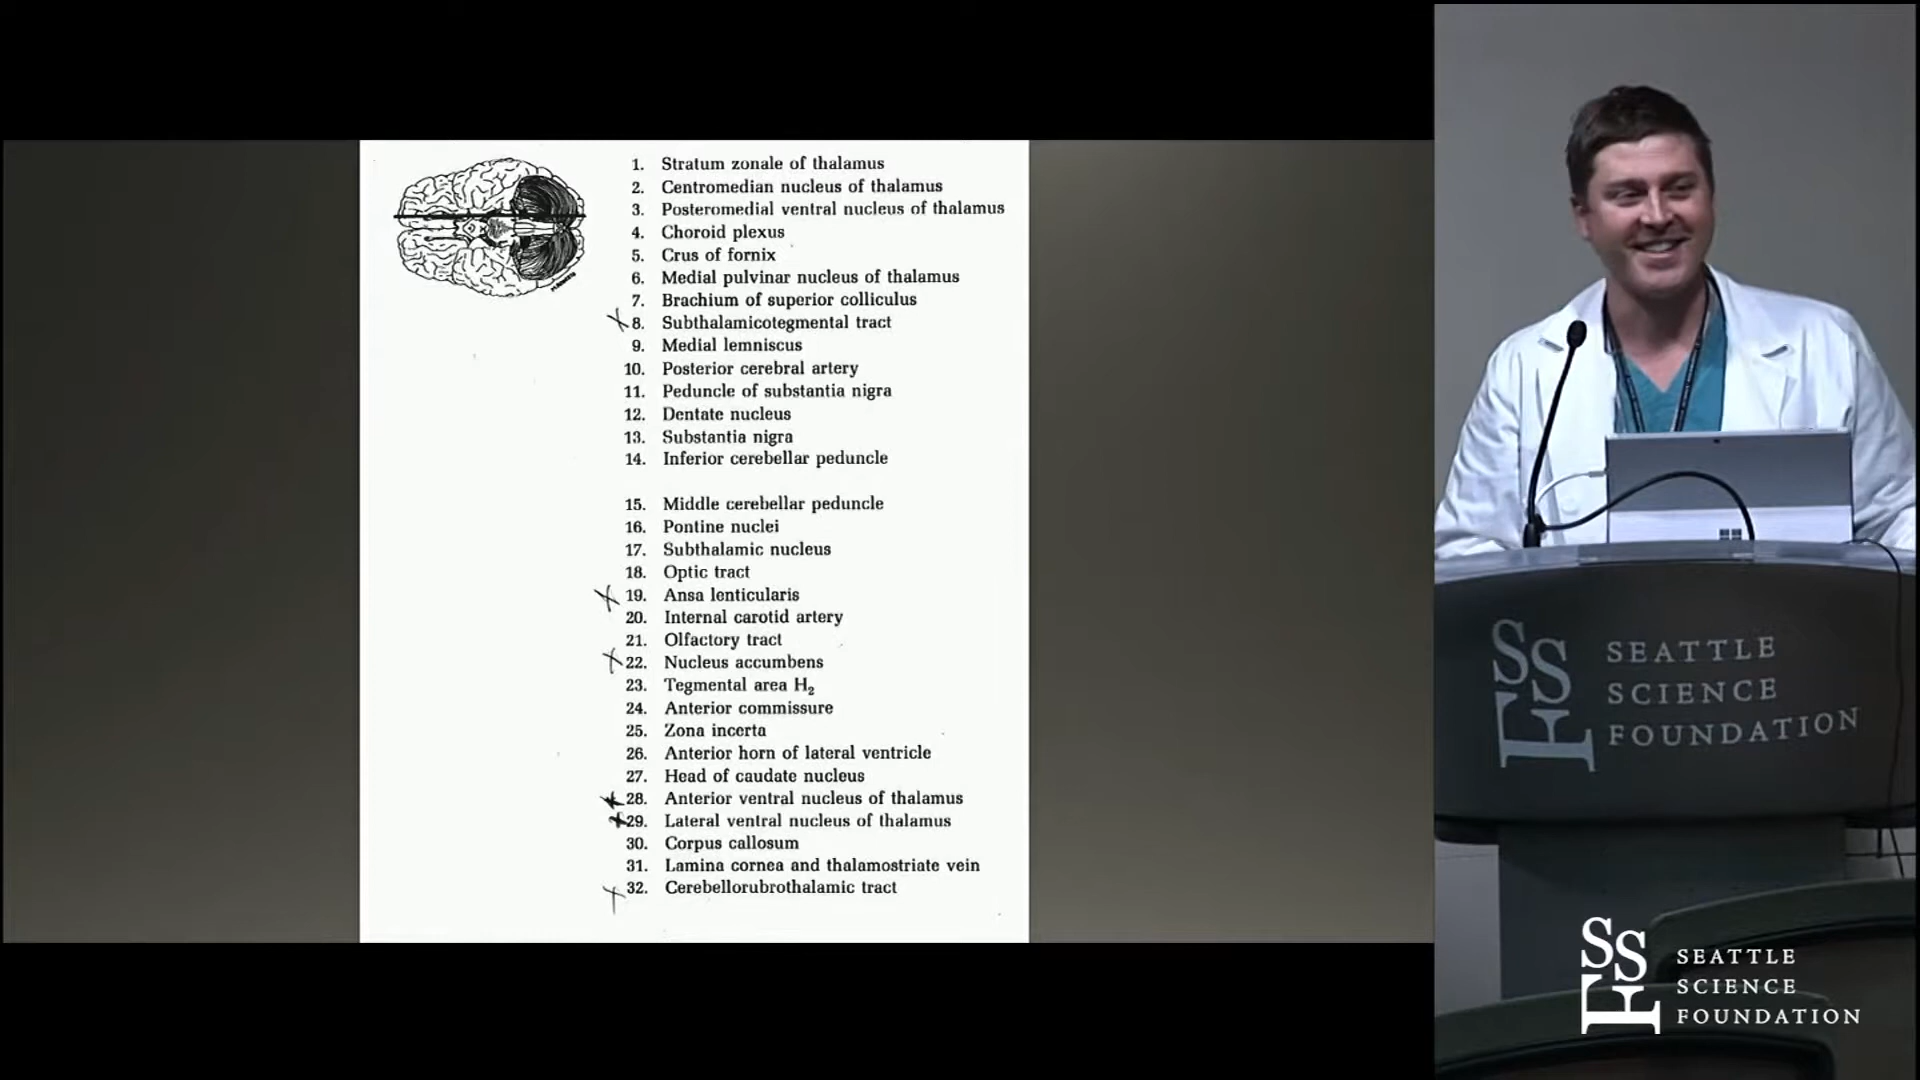 1. Stratum zonale of thalamus
2. Centromedian nucleus of thalamus
3. Posteromedial ventral nucleus of thalamus
4. Choroid plexus
5. Crus of fornix
6. Medial pulvinar nucleus of thalamus
7. Brachium of superior colliculus
8. Subthalamicotegmental tract
9. Medial lemniscus
10. Posterior cerebral artery
11. Peduncle of substantia nigra
12. Dentate nucleus
13. Substantia nigra
14. Inferior cerebellar peduncle
15. Middle cerebellar peduncle
16. Pontine nuclei
17. Subthalamic nucleus
18. Optic tract
19. Ansa lenticularis
20. Internal carotid artery
21. Olfactory tract
22. Nucleus accumbens
23. Tegmental area H₂
24. Anterior commissure
25. Zona incerta
26. Anterior horn of lateral ventricle
27. Head of caudate nucleus
28. Anterior ventral nucleus of thalamus
29. Lateral ventral nucleus of thalamus
30. Corpus callosum
31. Lamina cornea and thalamostriate vein
32. Cerebellorubrothalamic tract
SSF
SEATTLE
SCIENCE
FOUNDATION
SSF
SEATTLE
SCIENCE
FOUNDATION